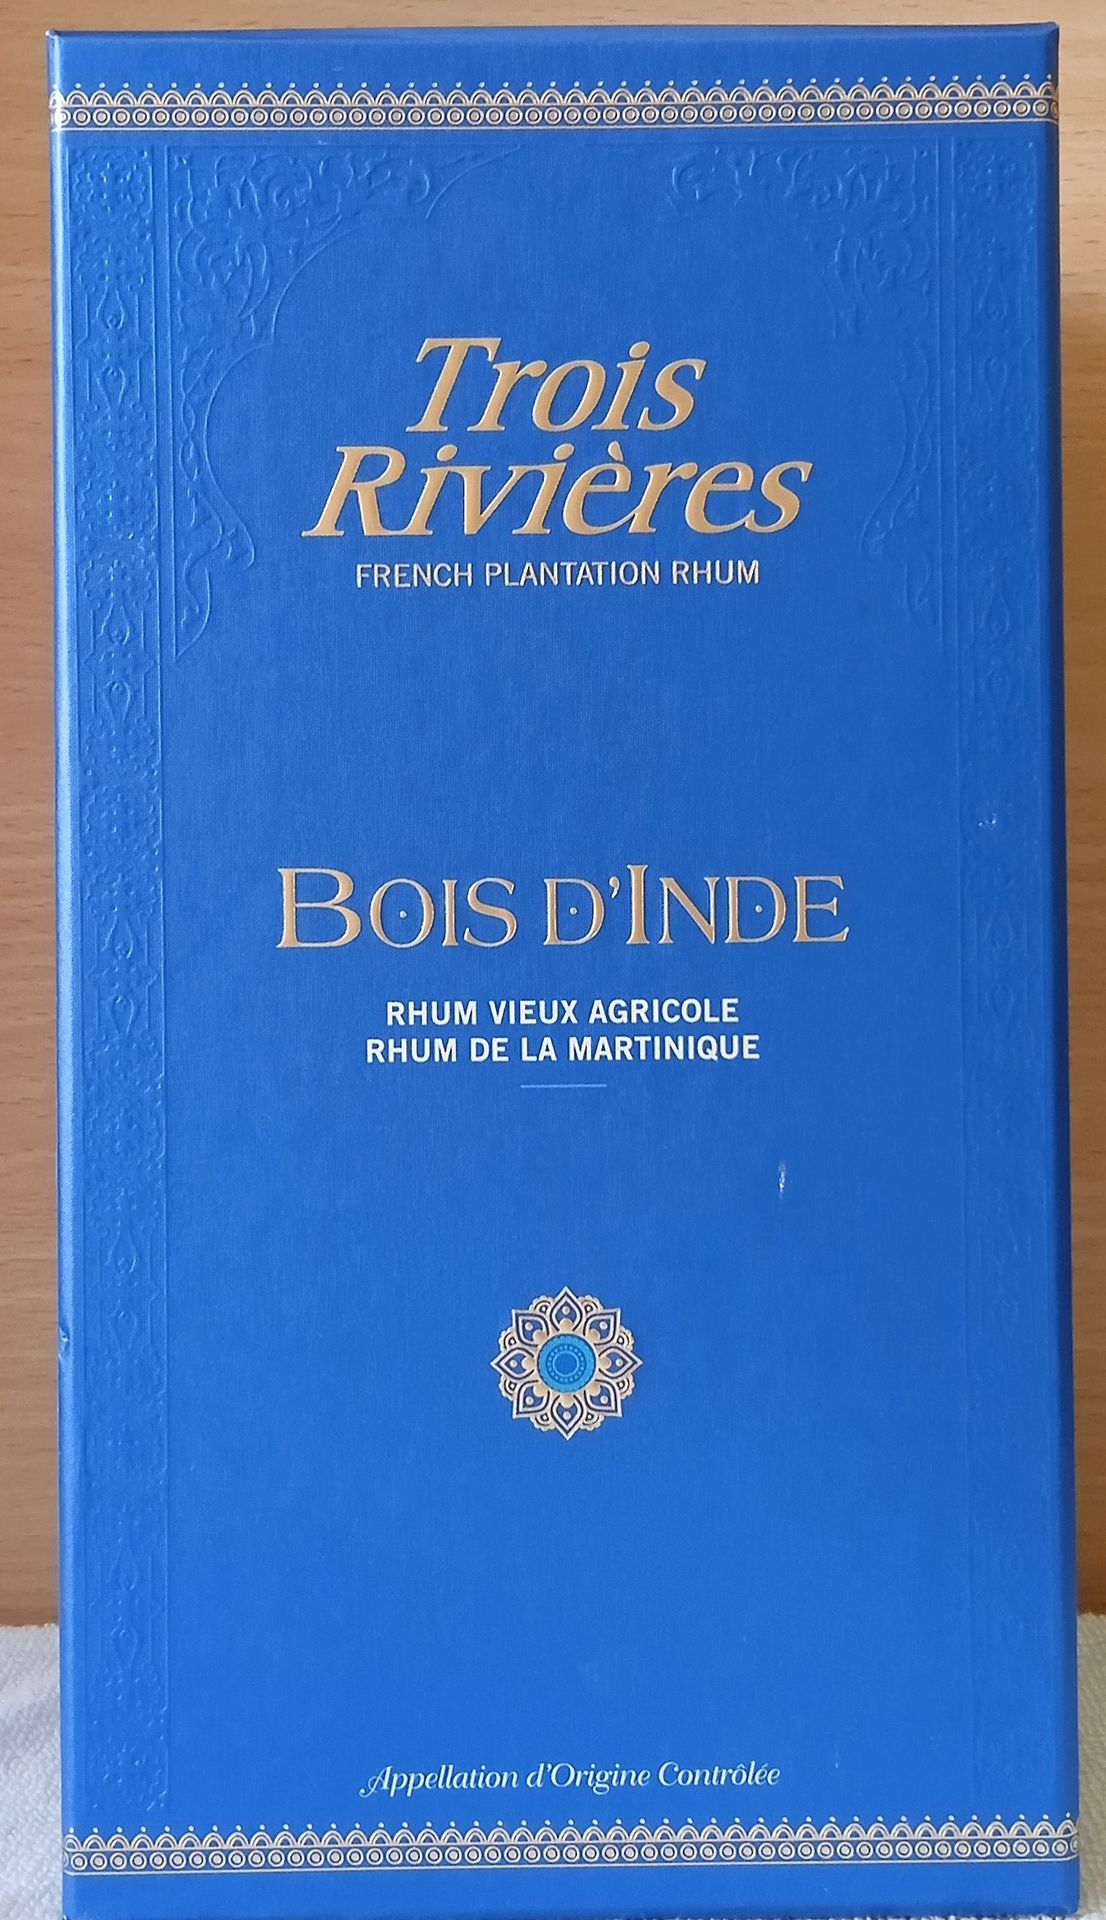 Trois
Rivières
FRENCH PLANTATION RHUM
BOIS D'INDE
RHUM VIEUX AGRICOLE
RHUM DE LA MARTINIQUE
Appellation d'Origine Contrôlée